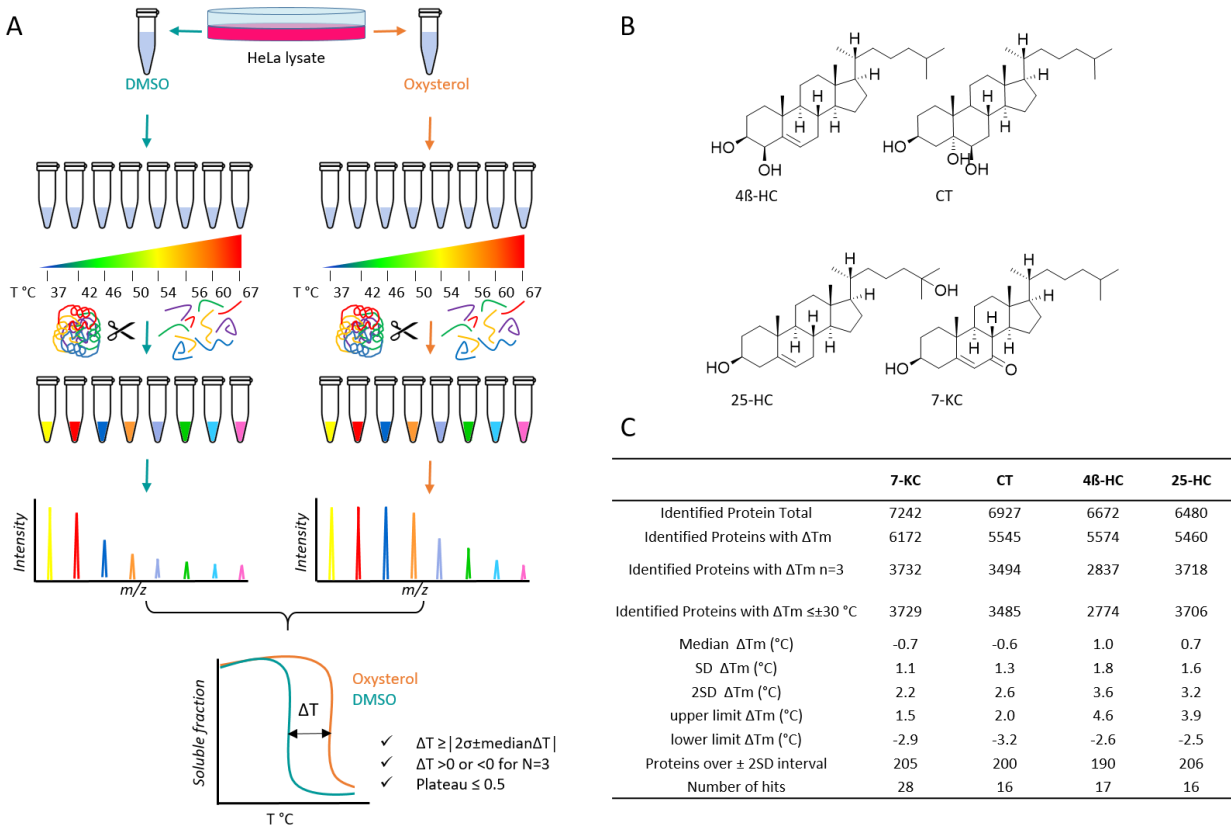 A
HeLa lysate
DMSO
Oxysterol
T °C 37 42 46 50 54 56 60 67
T °C 37 42 46 50 54 56 60 67
Intensity
m/z
Intensity
m/z
Soluble fraction
T °C
Oxysterol
DMSO
ΔT
✓ ΔT ≥|2σ±medianΔT|
✓ ΔT >0 or <0 for N=3
✓ Plateau ≤ 0.5
B
H
H
H
H
H
HO
OH
4ß-HC
H
H
H
H
H
HO
OH
OH
CT
H
H
H
H
H
OH
HO
25-HC
H
H
H
H
H
HO
O
7-KC
C
7-KC CT 4ß-HC 25-HC
Identified Protein Total 7242 6927 6672 6480
Identified Proteins with ΔTm 6172 5545 5574 5460
Identified Proteins with ΔTm n=3 3732 3494 2837 3718
Identified Proteins with ΔTm ≤±30 °C 3729 3485 2774 3706
Median ΔTm (°C) -0.7 -0.6 1.0 0.7
SD ΔTm (°C) 1.1 1.3 1.8 1.6
2SD ΔTm (°C) 2.2 2.6 3.6 3.2
upper limit ΔTm (°C) 1.5 2.0 4.6 3.9
lower limit ΔTm (°C) -2.9 -3.2 -2.6 -2.5
Proteins over ± 2SD interval 205 200 190 206
Number of hits 28 16 17 16